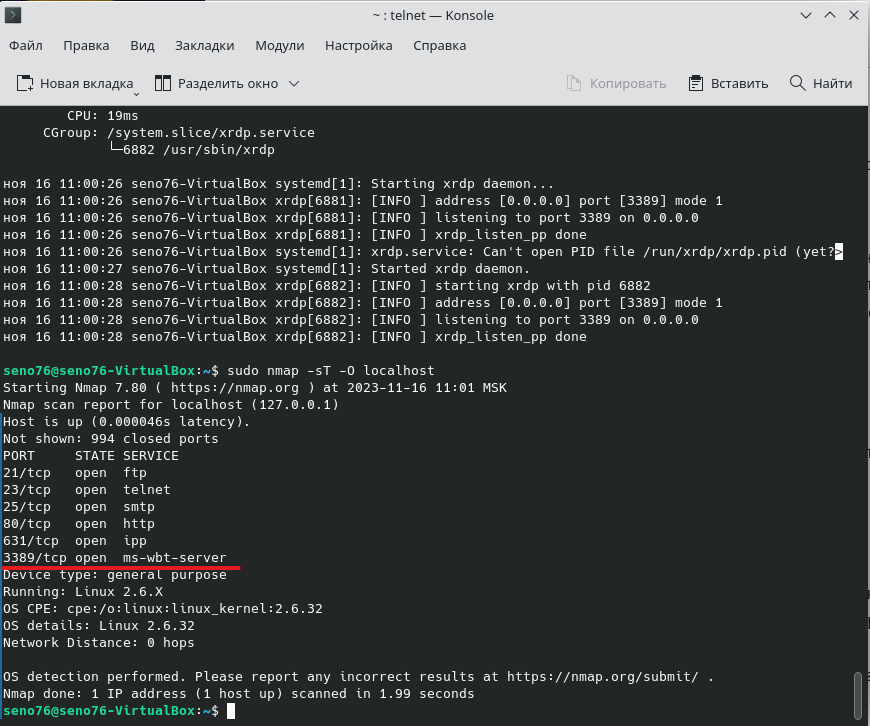 ~ : telnet — Konsole
Файл Правка Вид Закладки Модули Настройка Справка
Новая вкладка Разделить окно Копировать Вставить Найти
CPU: 19ms
CGroup: /system.slice/xrdp.service
└─6882 /usr/sbin/xrdp
ноя 16 11:00:26 seno76-VirtualBox systemd[1]: Starting xrdp daemon...
ноя 16 11:00:26 seno76-VirtualBox xrdp[6881]: [INFO ] address [0.0.0.0] port [3389] mode 1
ноя 16 11:00:26 seno76-VirtualBox xrdp[6881]: [INFO ] listening to port 3389 on 0.0.0.0
ноя 16 11:00:26 seno76-VirtualBox xrdp[6881]: [INFO ] xrdp_listen_pp done
ноя 16 11:00:26 seno76-VirtualBox systemd[1]: xrdp.service: Can't open PID file /run/xrdp/xrdp.pid (yet?>
ноя 16 11:00:27 seno76-VirtualBox systemd[1]: Started xrdp daemon.
ноя 16 11:00:28 seno76-VirtualBox xrdp[6882]: [INFO ] starting xrdp with pid 6882
ноя 16 11:00:28 seno76-VirtualBox xrdp[6882]: [INFO ] address [0.0.0.0] port [3389] mode 1
ноя 16 11:00:28 seno76-VirtualBox xrdp[6882]: [INFO ] listening to port 3389 on 0.0.0.0
ноя 16 11:00:28 seno76-VirtualBox xrdp[6882]: [INFO ] xrdp_listen_pp done
seno76@seno76-VirtualBox:~$ sudo nmap -sT -O localhost
Starting Nmap 7.80 ( https://nmap.org ) at 2023-11-16 11:01 MSK
Nmap scan report for localhost (127.0.0.1)
Host is up (0.000046s latency).
Not shown: 994 closed ports
PORT STATE SERVICE
21/tcp open ftp
23/tcp open telnet
25/tcp open smtp
80/tcp open http
631/tcp open ipp
3389/tcp open ms-wbt-server
Device type: general purpose
Running: Linux 2.6.X
OS CPE: cpe:/o:linux:linux_kernel:2.6.32
OS details: Linux 2.6.32
Network Distance: 0 hops
OS detection performed. Please report any incorrect results at https://nmap.org/submit/ .
Nmap done: 1 IP address (1 host up) scanned in 1.99 seconds
seno76@seno76-VirtualBox:~$